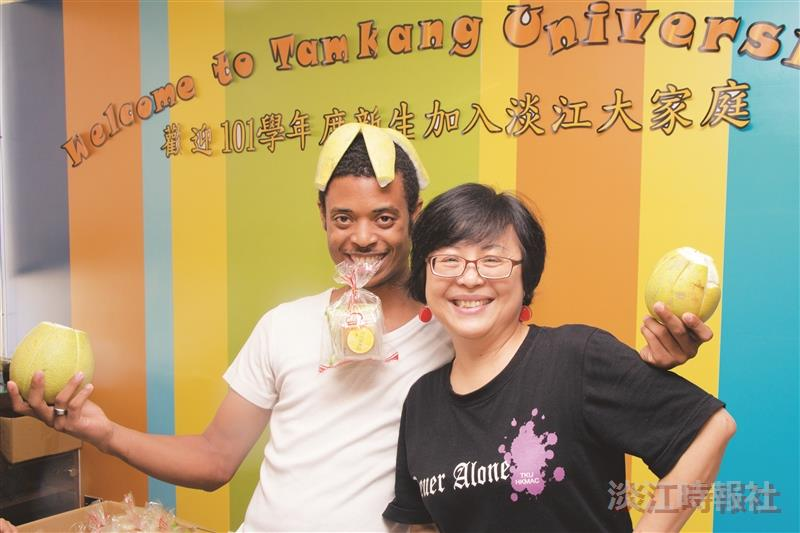 Welcome to Tamkang Universi
歡迎101學年度新生加入淡江大家庭
Alone
TKU
HKMAC
淡江時報社